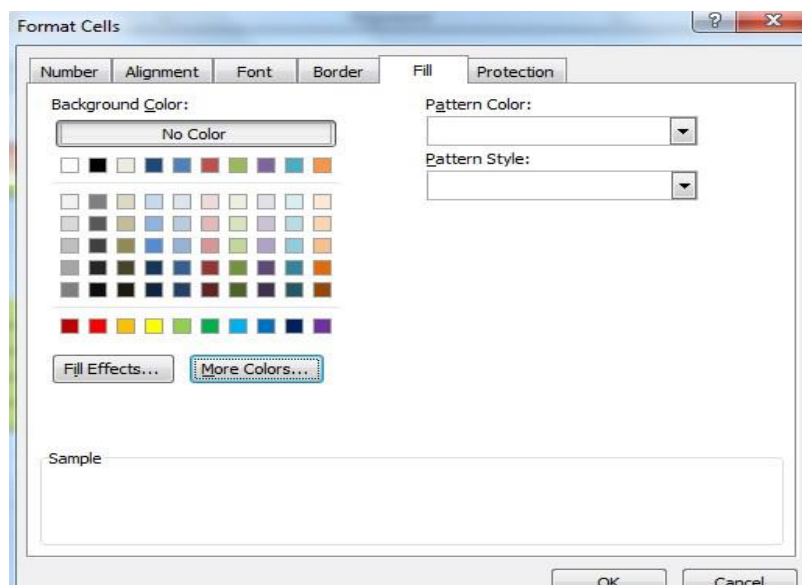 Format Cells
Number Alignment Font Border Fill Protection
Background Color:
No Color
Pattern Color:
Pattern Style:
Fill Effects...
More Colors...
Sample
OK Cancel